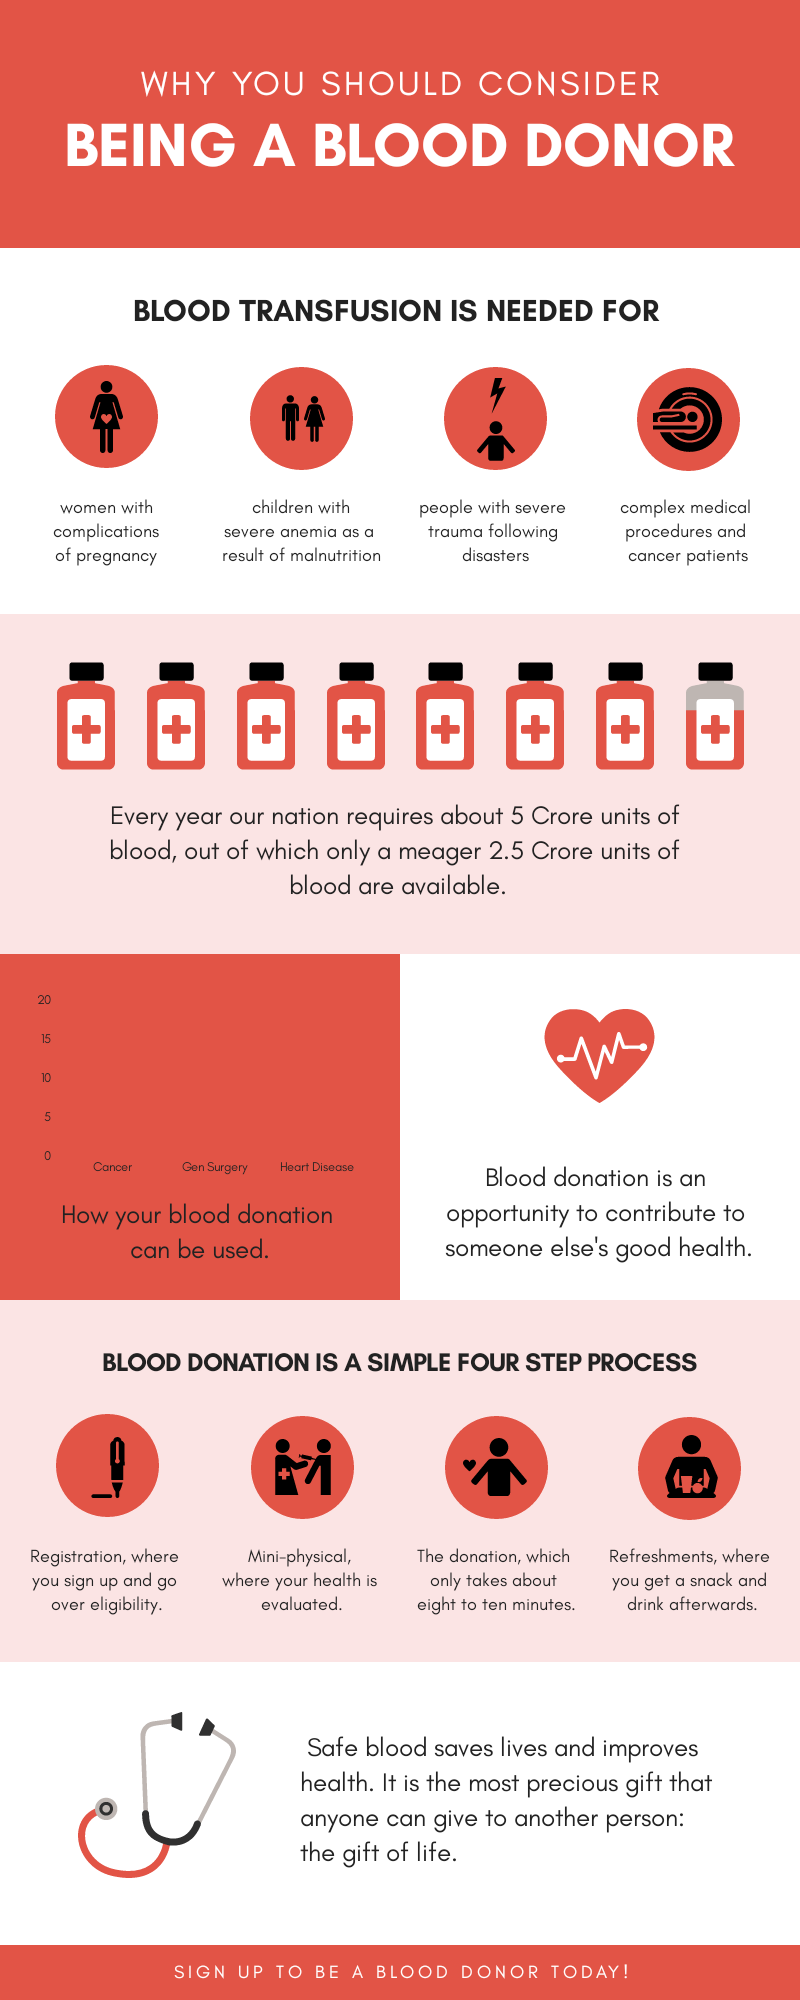 WHY YOU SHOULD CONSIDER
BEING A BLOOD DONOR
BLOOD TRANSFUSION IS NEEDED FOR
women with
complications
of pregnancy
children with
severe anemia as a
result of malnutrition
people with severe
trauma following
disasters
complex medical
procedures and
cancer patients
Every year our nation requires about 5 Crore units of
blood, out of which only a meager 2.5 Crore units of
blood are available.
20
15
10
5
0
Cancer
Gen Surgery
Heart Disease
How your blood donation
can be used.
Blood donation is an
opportunity to contribute to
someone else's good health.
BLOOD DONATION IS A SIMPLE FOUR STEP PROCESS
Registration, where
you sign up and go
over eligibility.
Mini-physical,
where your health is
evaluated.
The donation, which
only takes about
eight to ten minutes.
Refreshments, where
you get a snack and
drink afterwards.
Safe blood saves lives and improves
health. It is the most precious gift that
anyone can give to another person:
the gift of life.
SIGN UP TO BE A BLOOD DONOR TODAY!